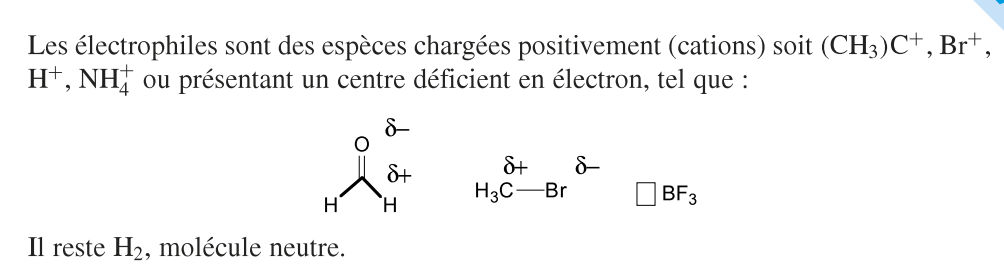 Les électrophiles sont des espèces chargées positivement (cations) soit (CH₃)C⁺, Br⁺,
H⁺, NH₄⁺ ou présentant un centre déficient en électron, tel que :
δ–
O
δ+
H H
δ+ δ–
H₃C—Br
□ BF₃
Il reste H₂, molécule neutre.